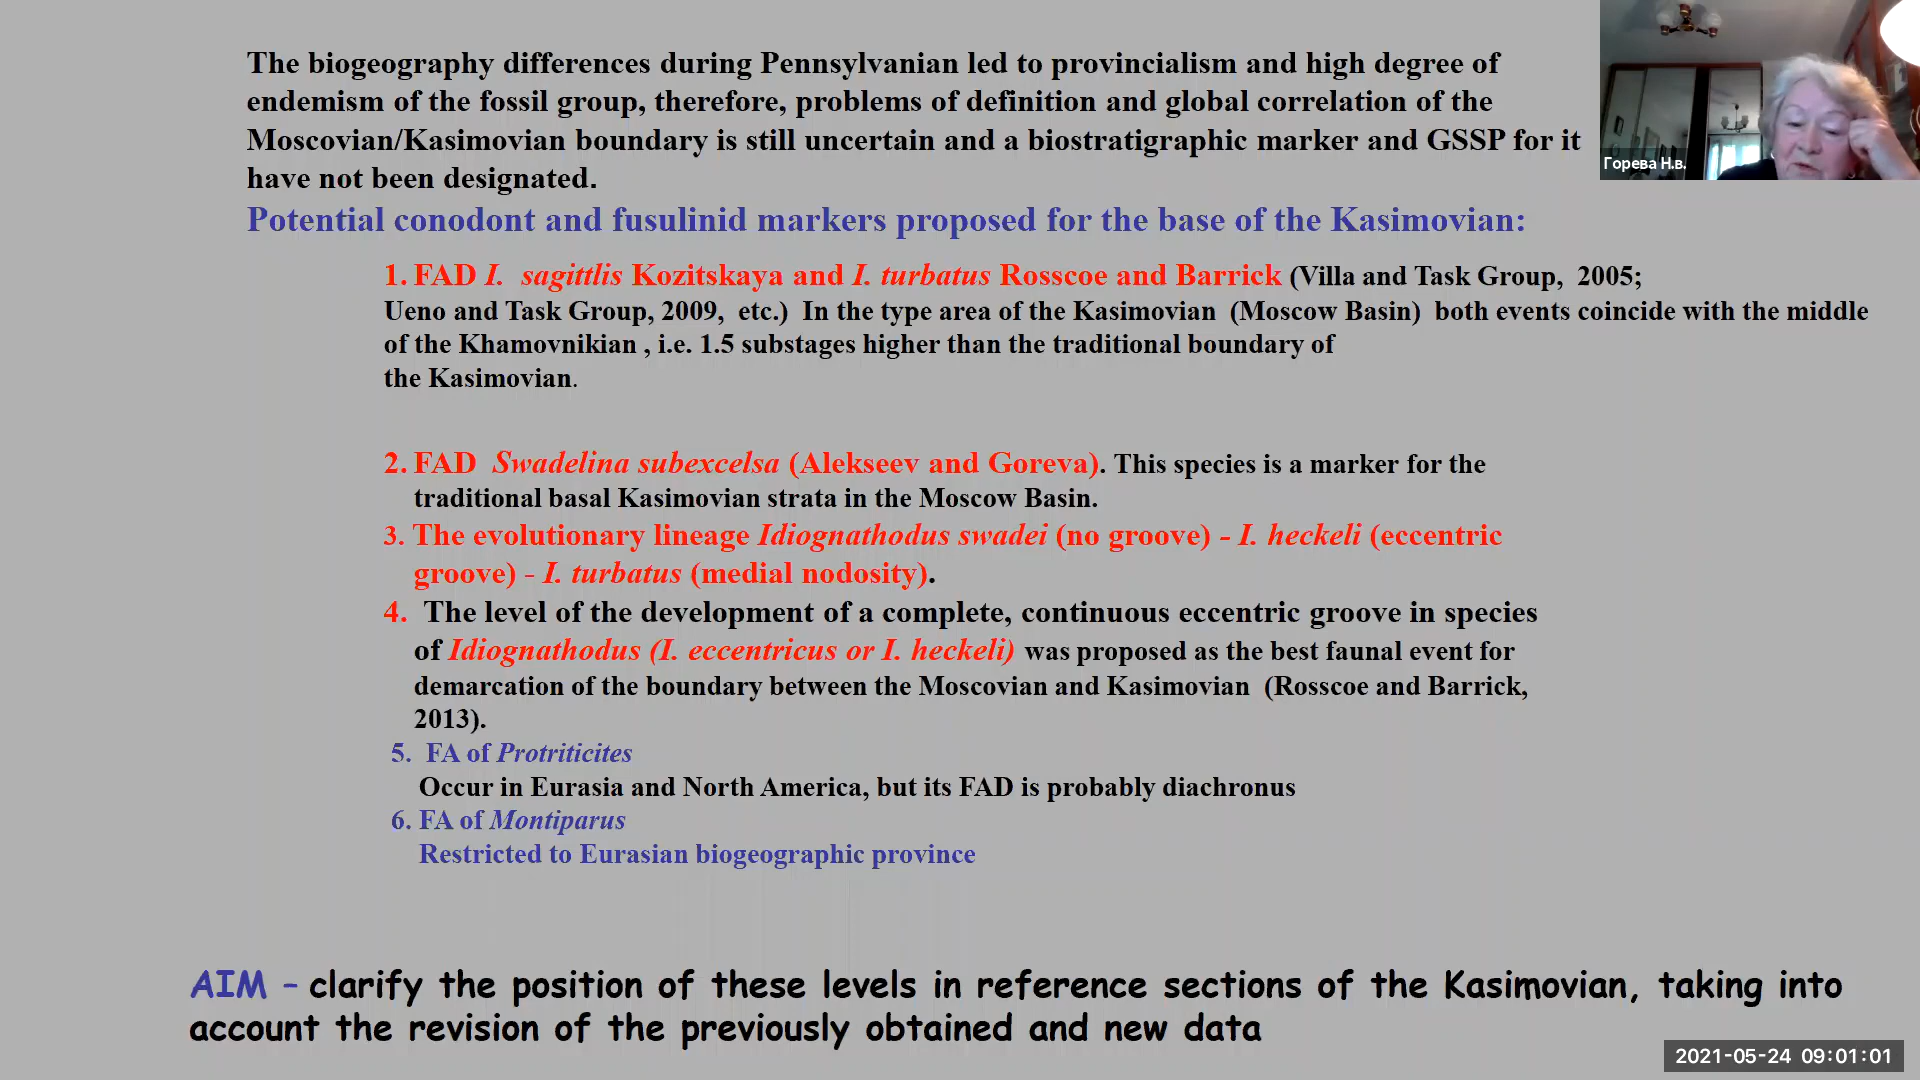 The biogeography differences during Pennsylvanian led to provincialism and high degree of
endemism of the fossil group, therefore, problems of definition and global correlation of the
Moscovian/Kasimovian boundary is still uncertain and a biostratigraphic marker and GSSP for it
have not been designated.
Potential conodont and fusulinid markers proposed for the base of the Kasimovian:
1. FAD I. sagittlis Kozitskaya and I. turbatus Rosscoe and Barrick (Villa and Task Group, 2005;
Ueno and Task Group, 2009, etc.) In the type area of the Kasimovian (Moscow Basin) both events coincide with the middle
of the Khamovnikian , i.e. 1.5 substages higher than the traditional boundary of
the Kasimovian.
2. FAD Swadelina subexcelsa (Alekseev and Goreva). This species is a marker for the
traditional basal Kasimovian strata in the Moscow Basin.
3. The evolutionary lineage Idiognathodus swadei (no groove) - I. heckeli (eccentric
groove) - I. turbatus (medial nodosity).
4. The level of the development of a complete, continuous eccentric groove in species
of Idiognathodus (I. eccentricus or I. heckeli) was proposed as the best faunal event for
demarcation of the boundary between the Moscovian and Kasimovian (Rosscoe and Barrick,
2013).
5. FA of Protriticites
Occur in Eurasia and North America, but its FAD is probably diachronus
6. FA of Montiparus
Restricted to Eurasian biogeographic province
AIM – clarify the position of these levels in reference sections of the Kasimovian, taking into
account the revision of the previously obtained and new data
Горева Н.в.
2021-05-24 09:01:01